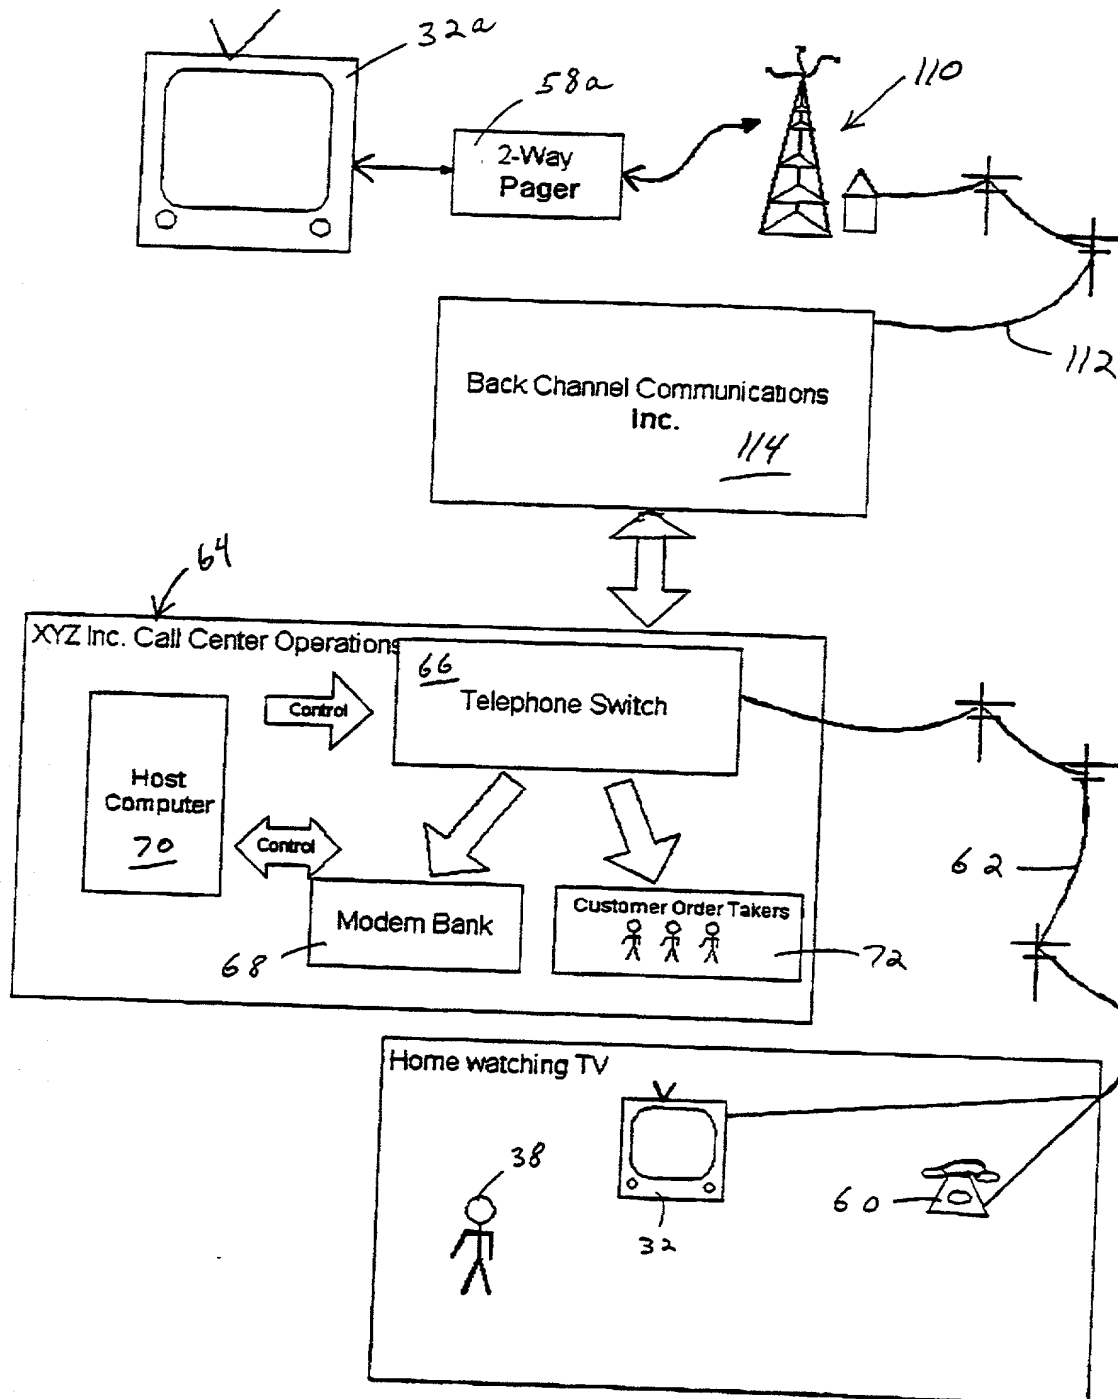 32a
58a
2-Way
Pager
110
112
Back Channel Communications
Inc.
114
64
XYZ Inc. Call Center Operations
66
Telephone Switch
Control
Host
Computer
70
Control
62
Modem Bank
68
Customer Order Takers
72
Home watching TV
38
32
60